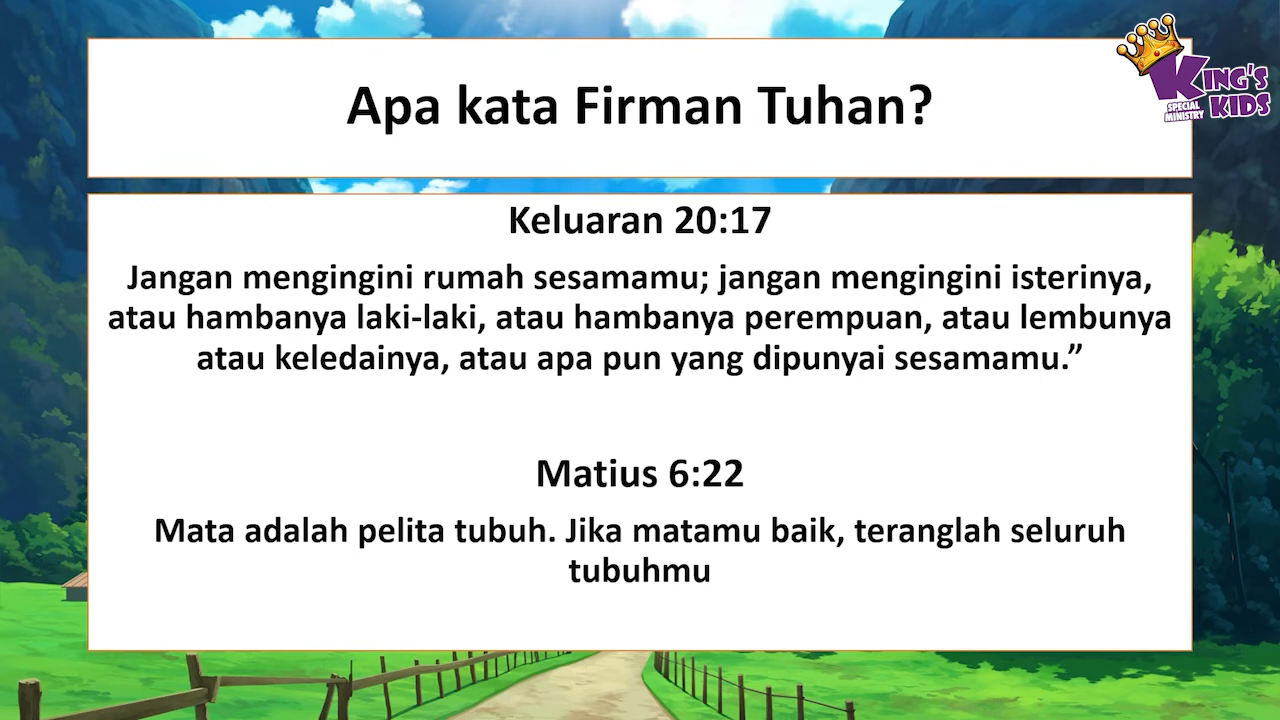 Apa kata Firman Tuhan?
KING'S
KIDS
SPECIAL
MINISTRY
Keluaran 20:17
Jangan mengingini rumah sesamamu; jangan mengingini isterinya,
atau hambanya laki-laki, atau hambanya perempuan, atau lembunya
atau keledainya, atau apa pun yang dipunyai sesamamu.”
Matius 6:22
Mata adalah pelita tubuh. Jika matamu baik, teranglah seluruh
tubuhmu